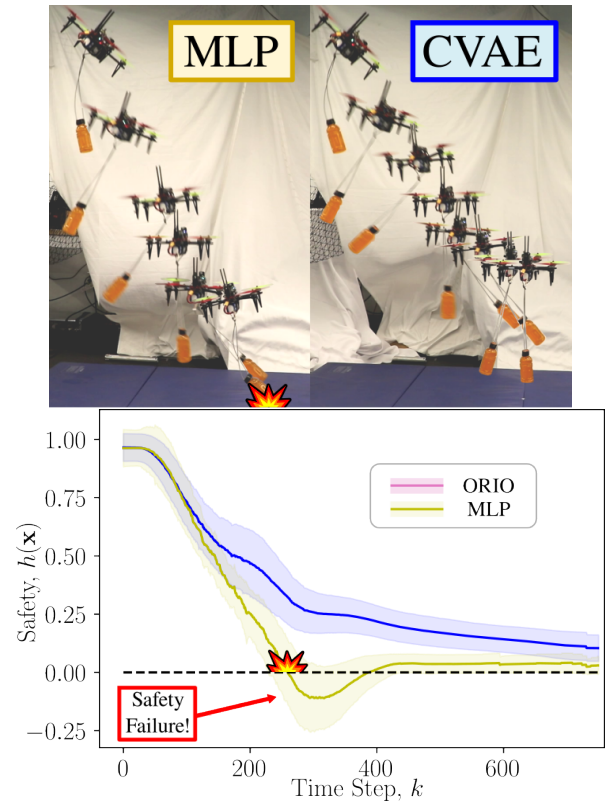 MLP
CVAE
1.00
0.75
0.50
0.25
0.00
−0.25
Safety, h(𝐱)
ORIO
MLP
Safety
Failure!
0
200
400
600
Time Step, k